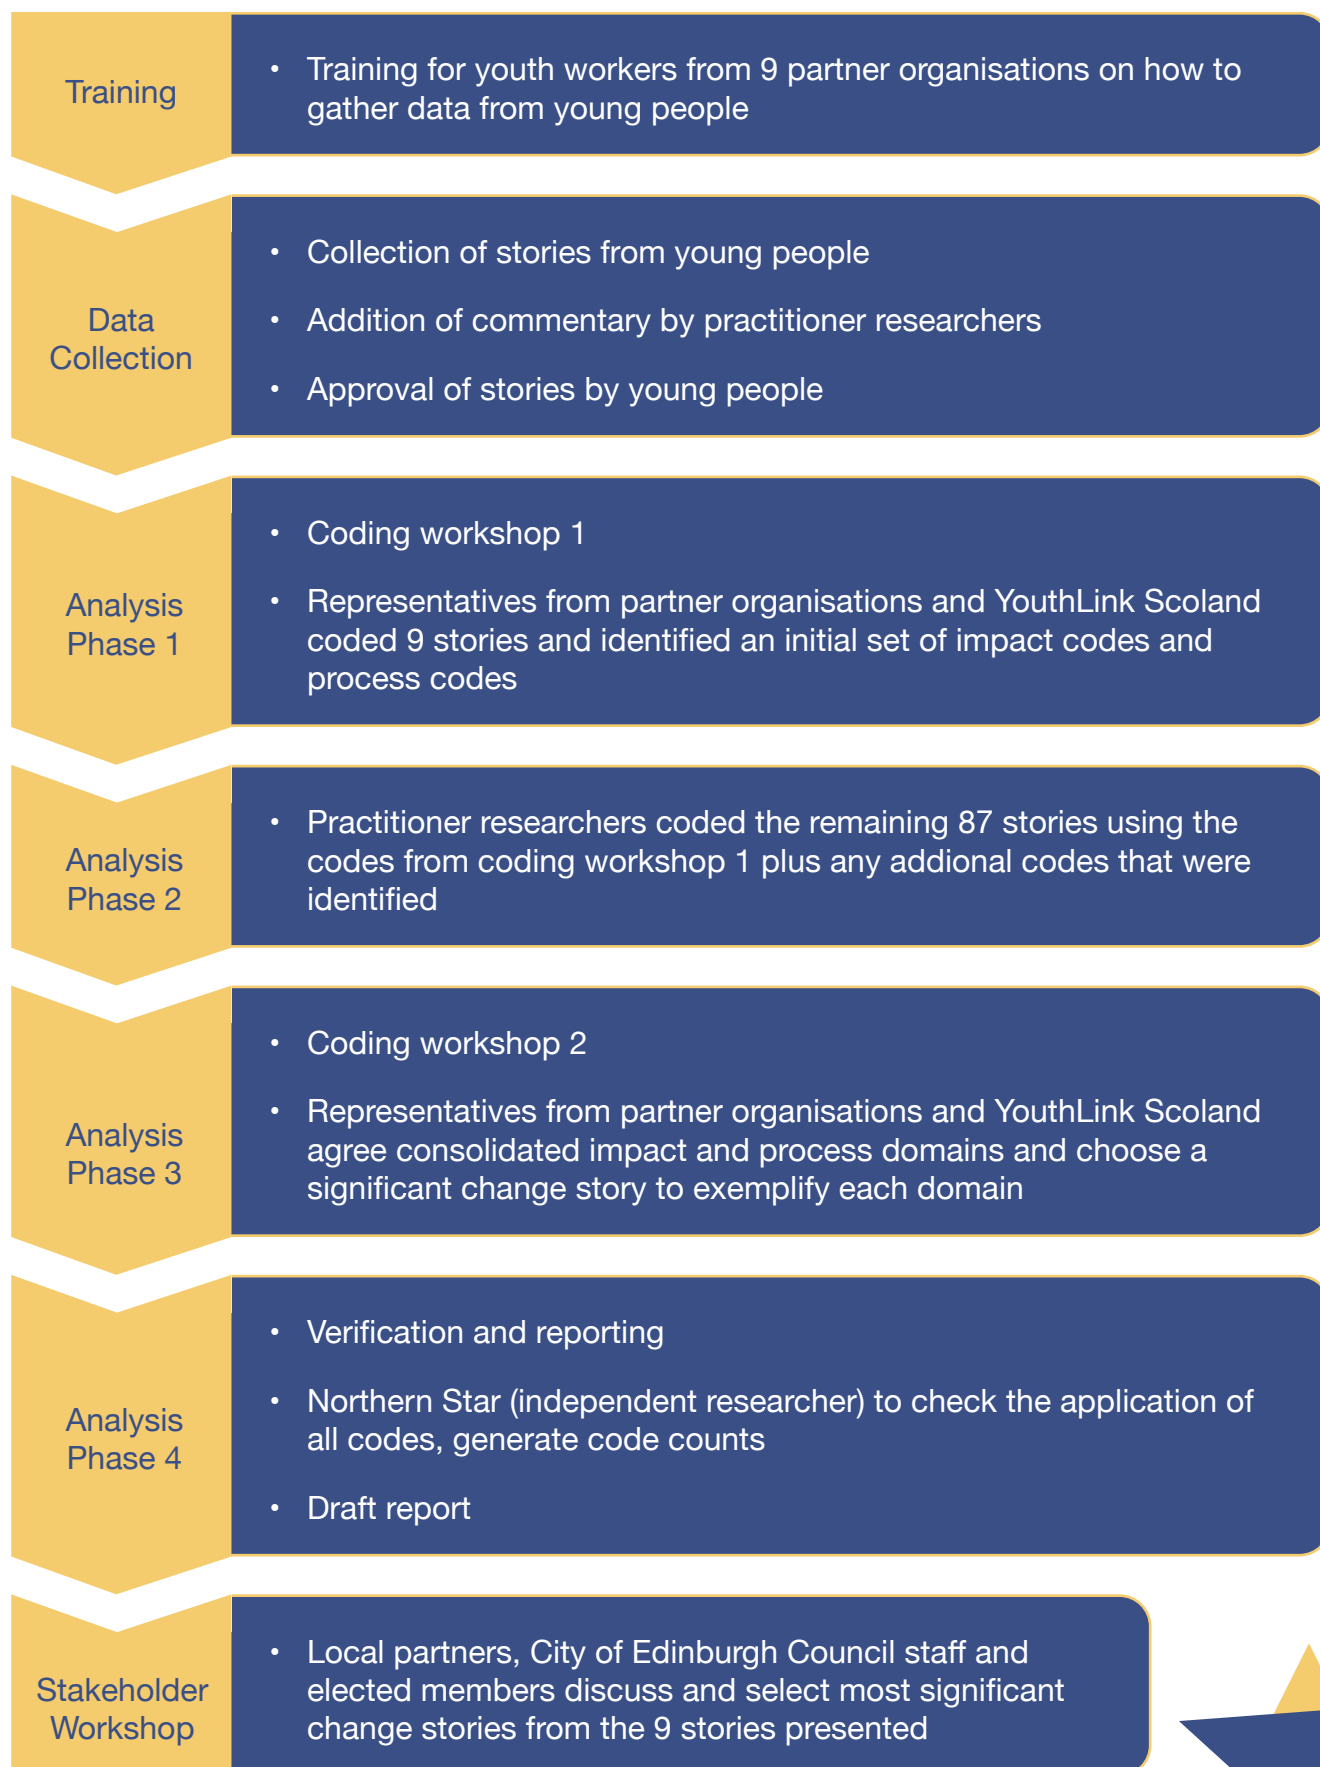 Training
• Training for youth workers from 9 partner organisations on how to
gather data from young people
Data
Collection
• Collection of stories from young people
• Addition of commentary by practitioner researchers
• Approval of stories by young people
Analysis
Phase 1
• Coding workshop 1
• Representatives from partner organisations and YouthLink Scoland
coded 9 stories and identified an initial set of impact codes and
process codes
Analysis
Phase 2
• Practitioner researchers coded the remaining 87 stories using the
codes from coding workshop 1 plus any addional codes that were
identified
Analysis
Phase 3
• Coding workshop 2
• Representatives from partner organisations and YouthLink Scoland
agree consolidated impact and process domains and choose a
significant change story to exemplify each domain
Analysis
Phase 4
• Verification and reporting
• Northern Star (independent researcher) to check the application of
all codes, generate code counts
• Draft report
Stakeholder
Workshop
• Local partners, City of Edinburgh Council staff and
elected members discuss and select most significant
change stories from the 9 stories presented